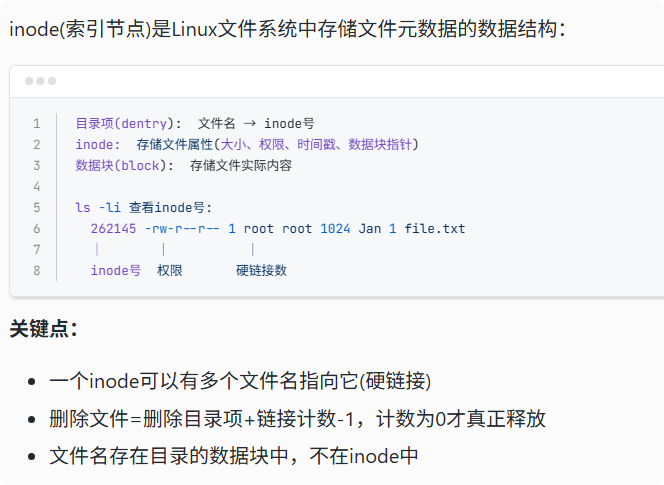 inode(索引节点)是Linux文件系统中存储文件元数据的数据结构：
1 目录项(dentry): 文件名 → inode号
2 inode: 存储文件属性(大小、权限、时间戳、数据块指针)
3 数据块(block): 存储文件实际内容
4
5 ls -li 查看inode号:
6 262145 -rw-r--r-- 1 root root 1024 Jan 1 file.txt
7 | | |
8 inode号 权限 硬链接数
关键点：
• 一个inode可以有多个文件名指向它(硬链接)
• 删除文件=删除目录项+链接计数-1，计数为0才真正释放
• 文件名存在目录的数据块中，不在inode中